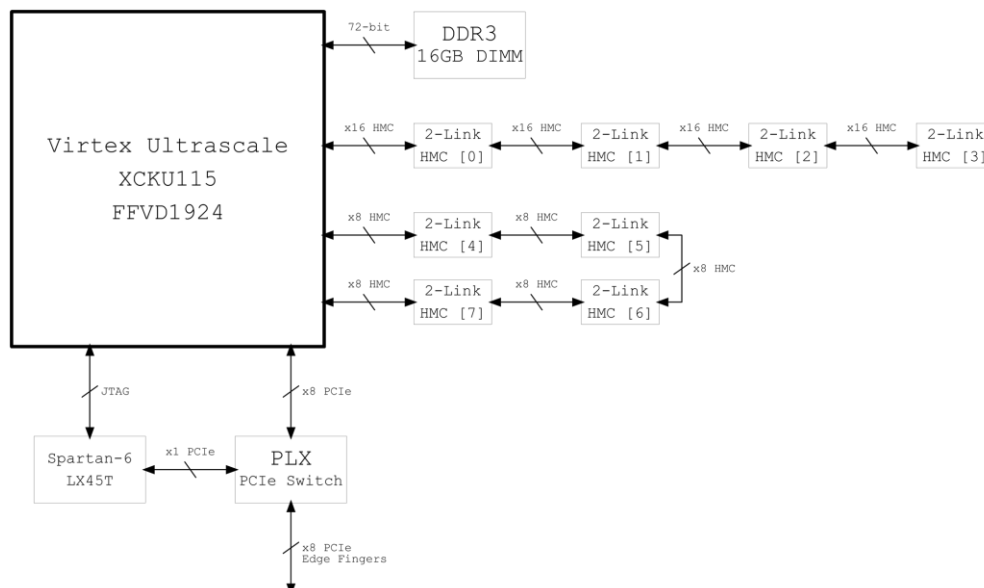 72-bit
DDR3
16GB DIMM
Virtex Ultrascale
XCKU115
FFVD1924
x16 HMC
2-Link
HMC [0]
x16 HMC
2-Link
HMC [1]
x16 HMC
2-Link
HMC [2]
x16 HMC
2-Link
HMC [3]
x8 HMC
2-Link
HMC [4]
x8 HMC
2-Link
HMC [5]
x8 HMC
x8 HMC
2-Link
HMC [7]
x8 HMC
2-Link
HMC [6]
JTAG
x8 PCIe
Spartan-6
LX45T
x1 PCIe
PLX
PCIe Switch
x8 PCIe
Edge Fingers